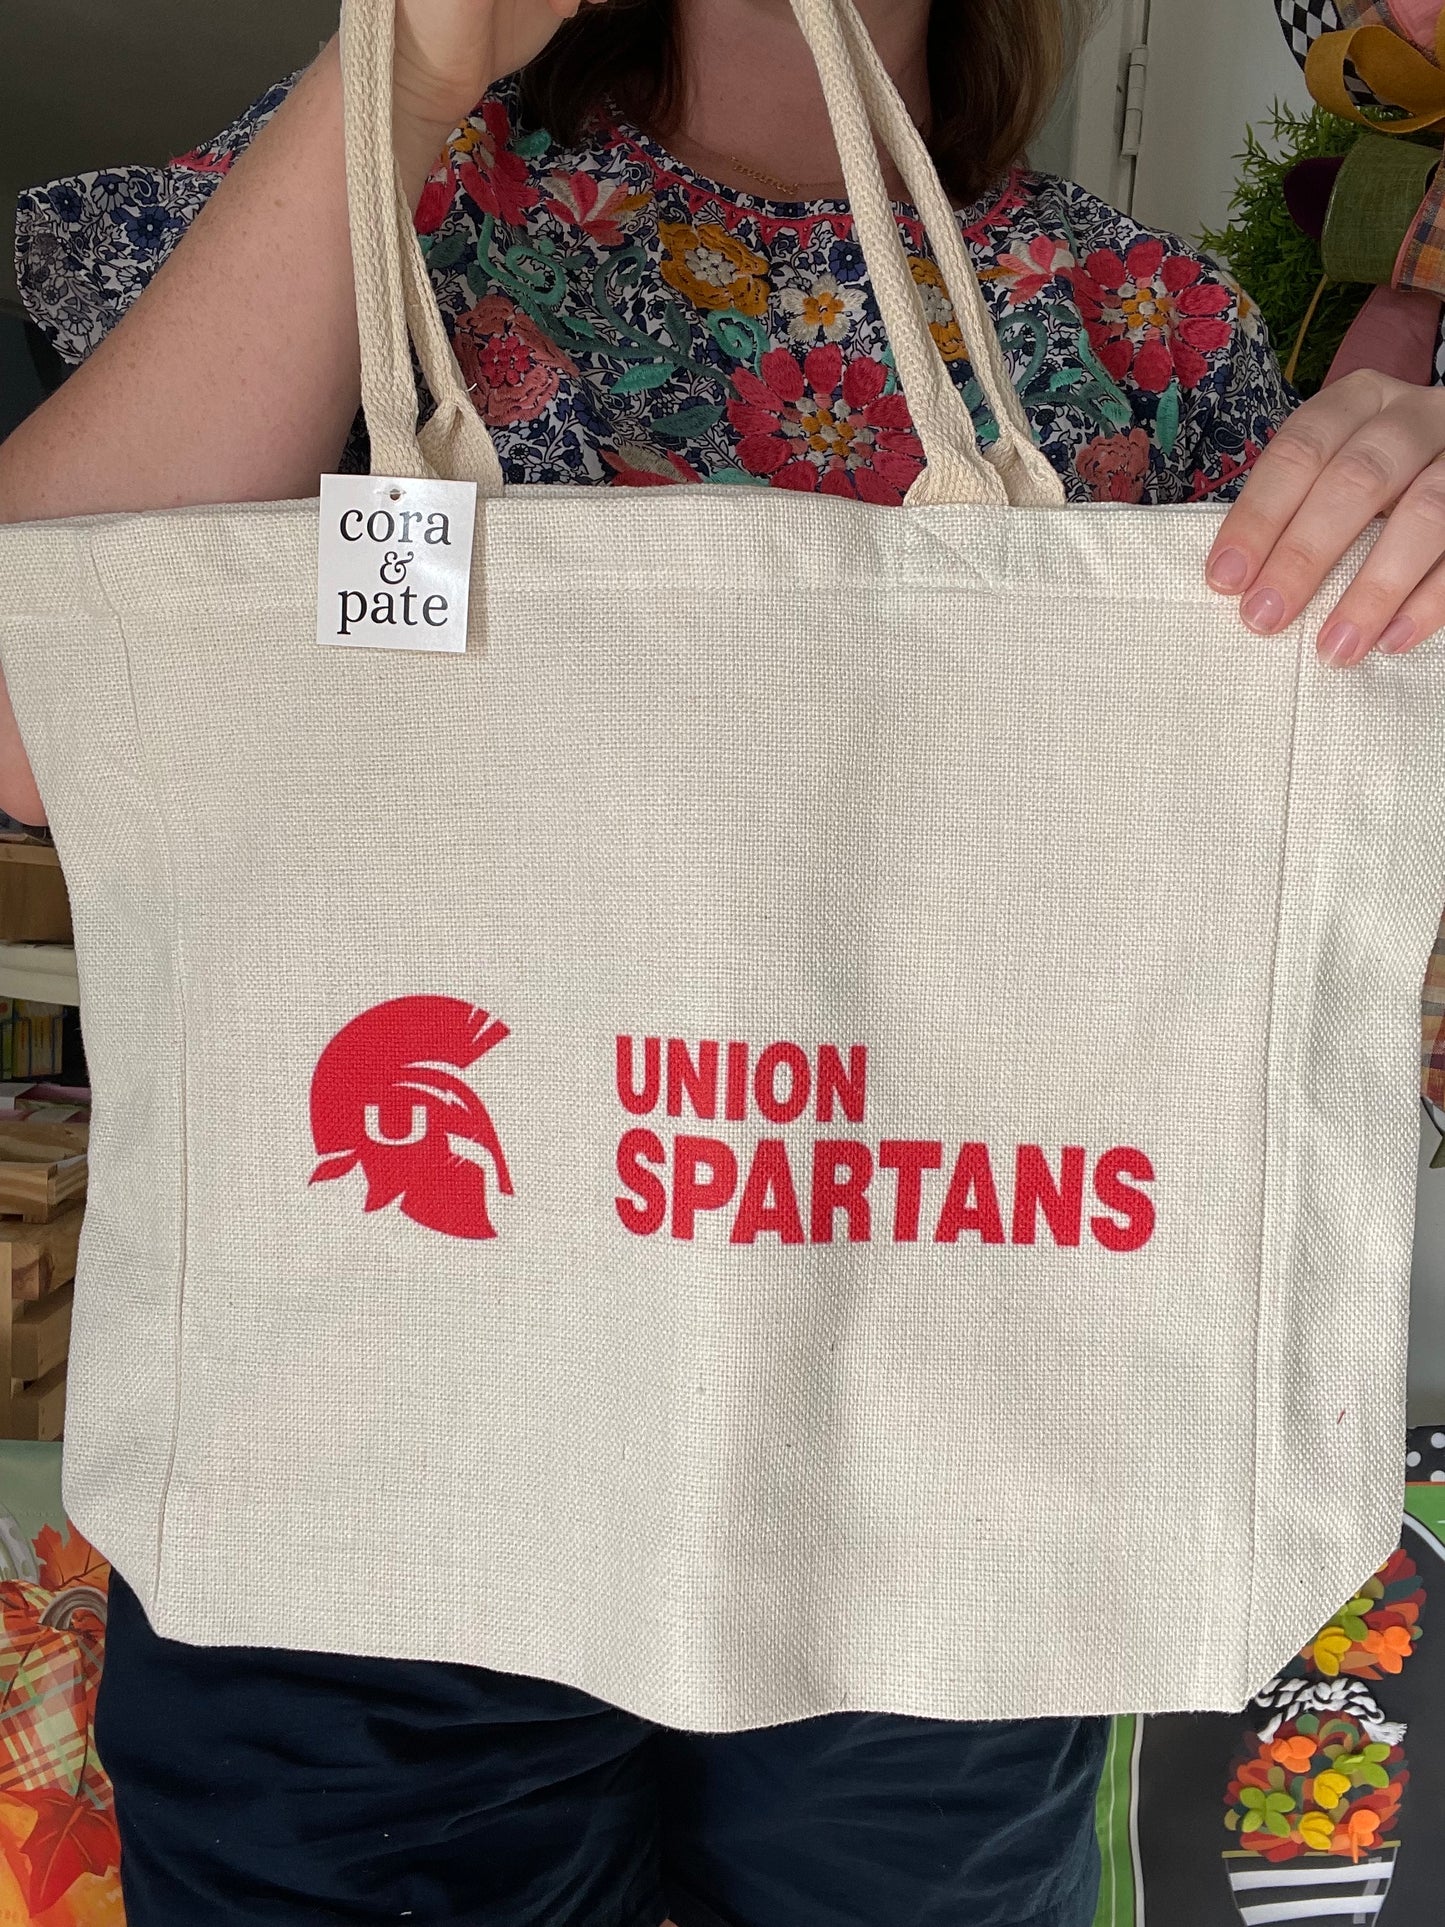 cora
&
pate
U
UNION
SPARTANS